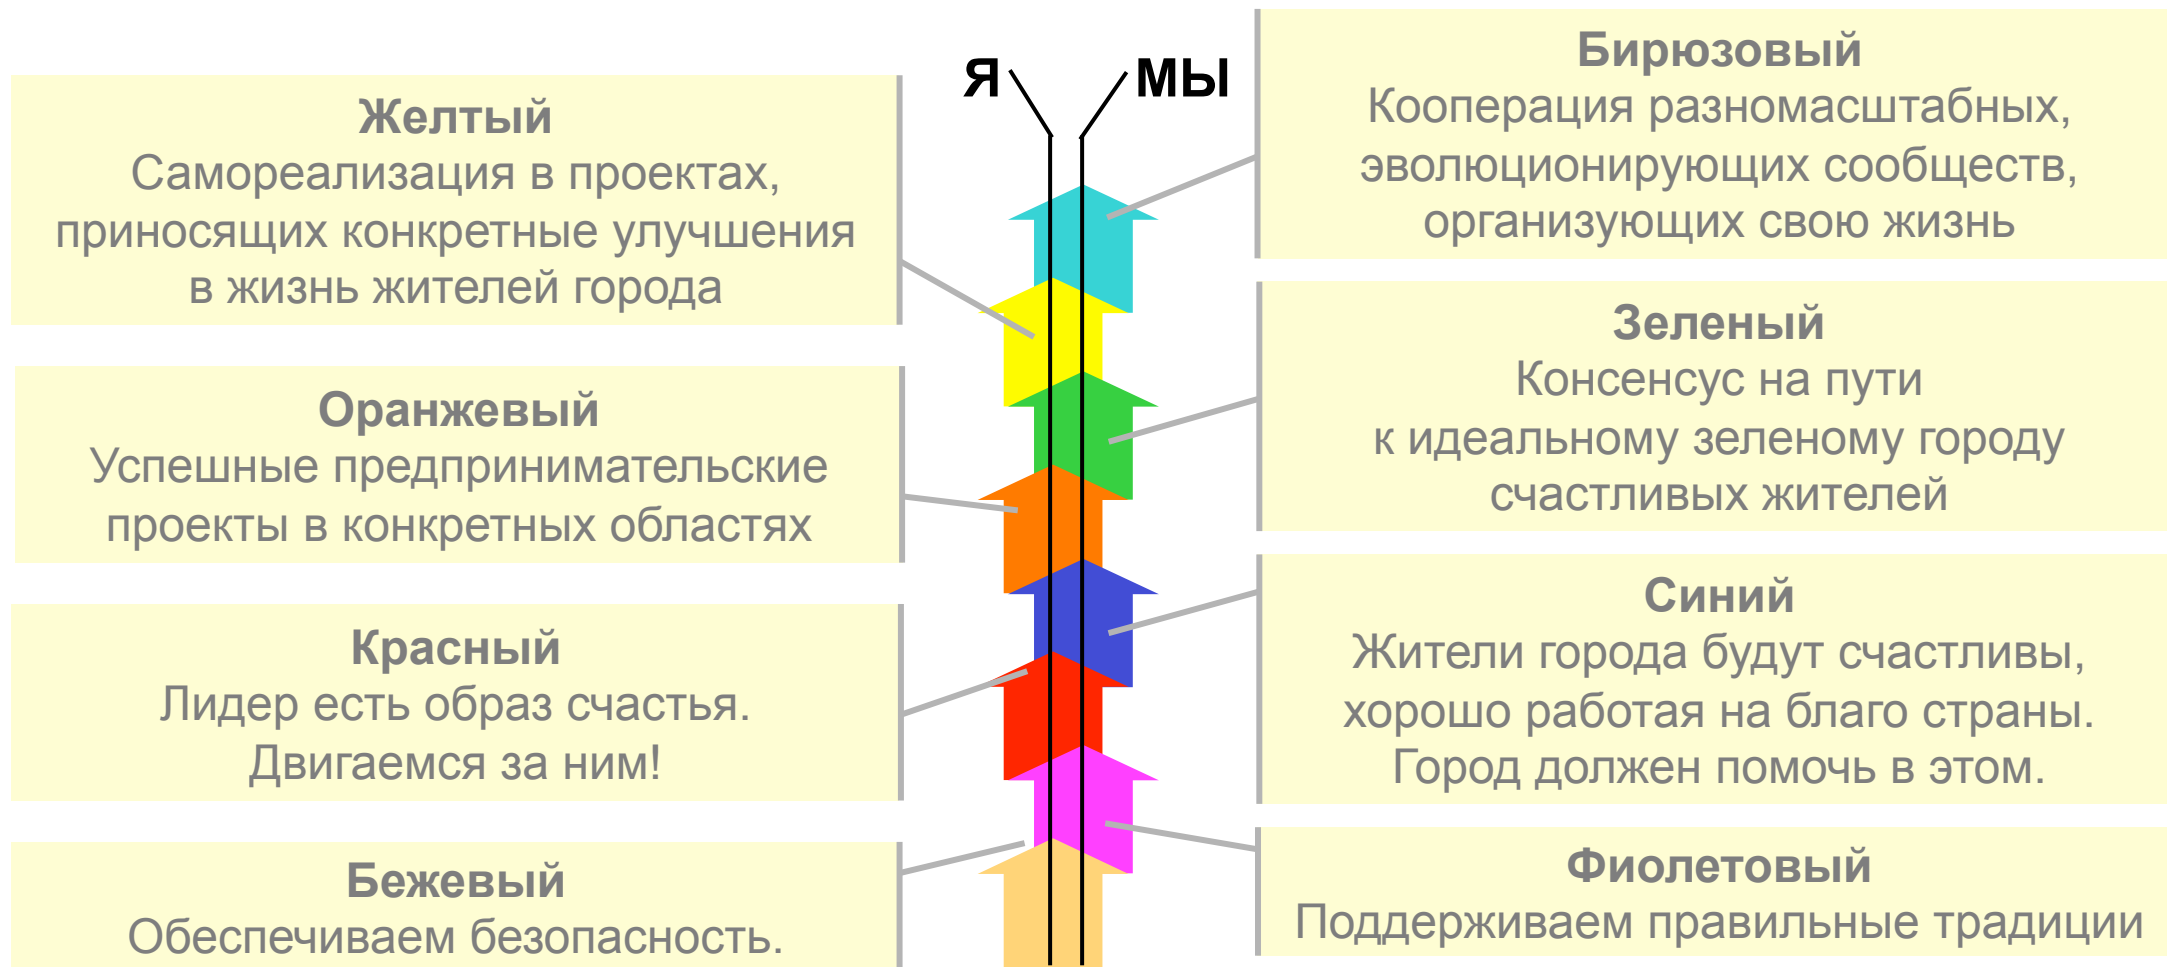 Я
МЫ
Желтый
Самореализация в проектах,
приносящих конкретные улучшения
в жизнь жителей города
Оранжевый
Успешные предпринимательские
проекты в конкретных областях
Красный
Лидер есть образ счастья.
Двигаемся за ним!
Бежевый
Обеспечиваем безопасность.
Бирюзовый
Кооперация разномасштабных,
эволюционирующих сообществ,
организующих свою жизнь
Зеленый
Консенсус на пути
к идеальному зеленому городу
счастливых жителей
Синий
Жители города будут счастливы,
хорошо работая на благо страны.
Город должен помочь в этом.
Фиолетовый
Поддерживаем правильные традиции